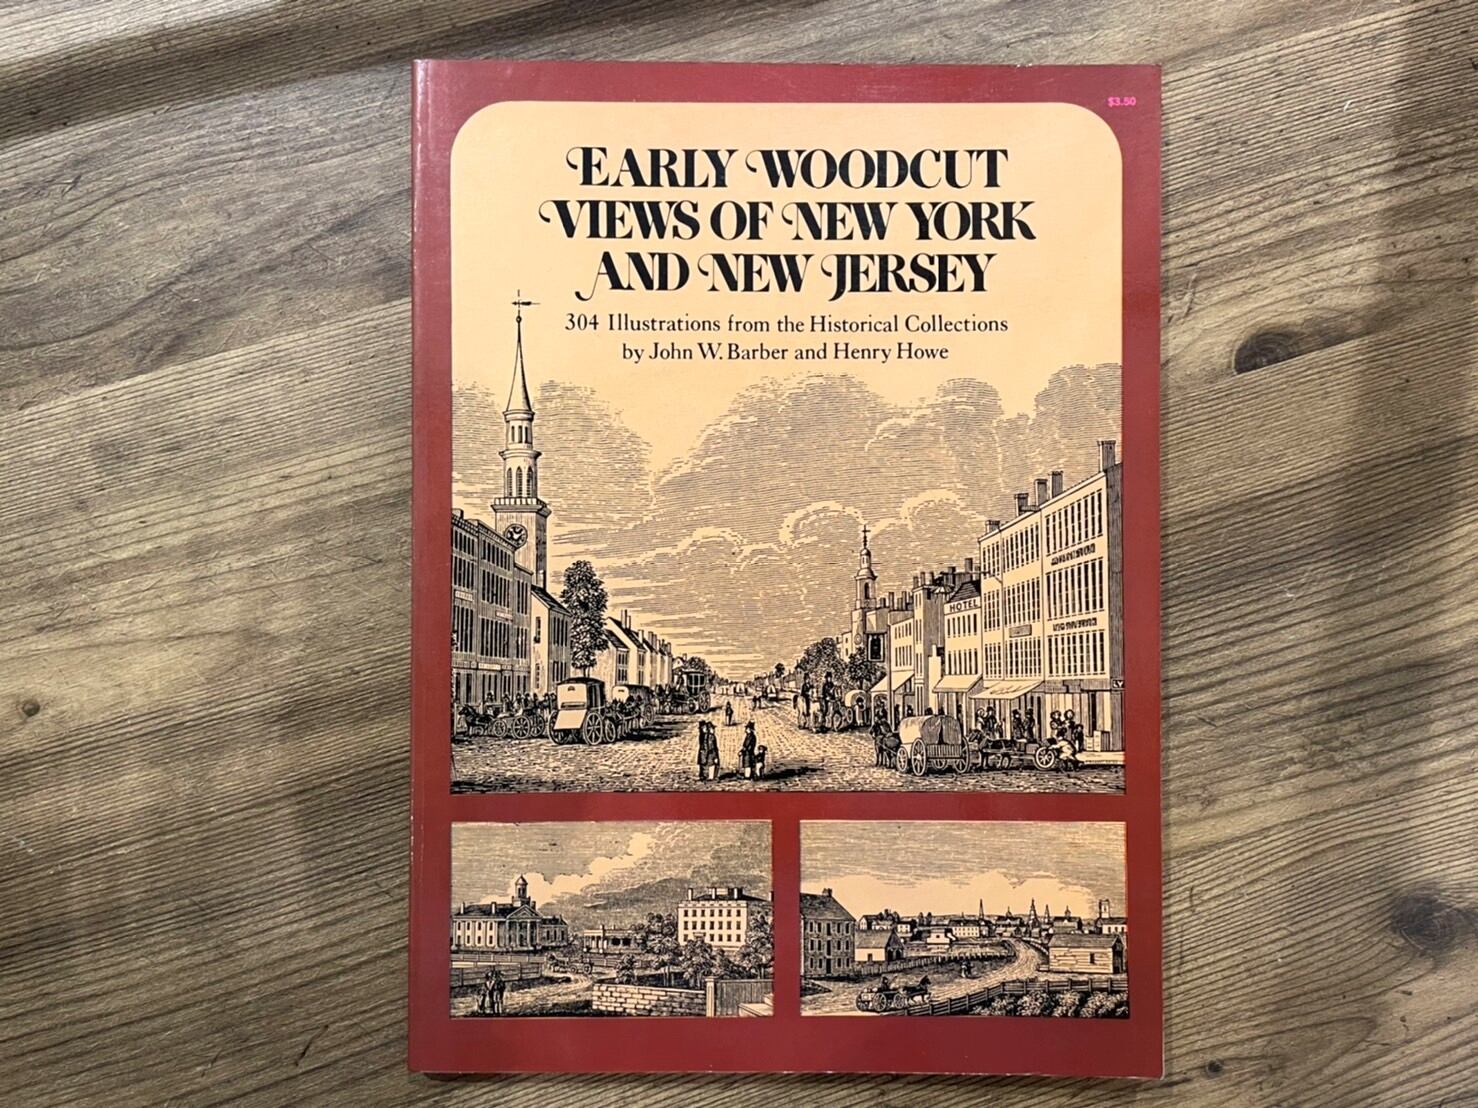 $3.50
EARLY WOODCUT
VIEWS OF NEW YORK
AND NEW JERSEY
304 Illustrations from the Historical Collections
by John W. Barber and Henry Howe
HOTEL